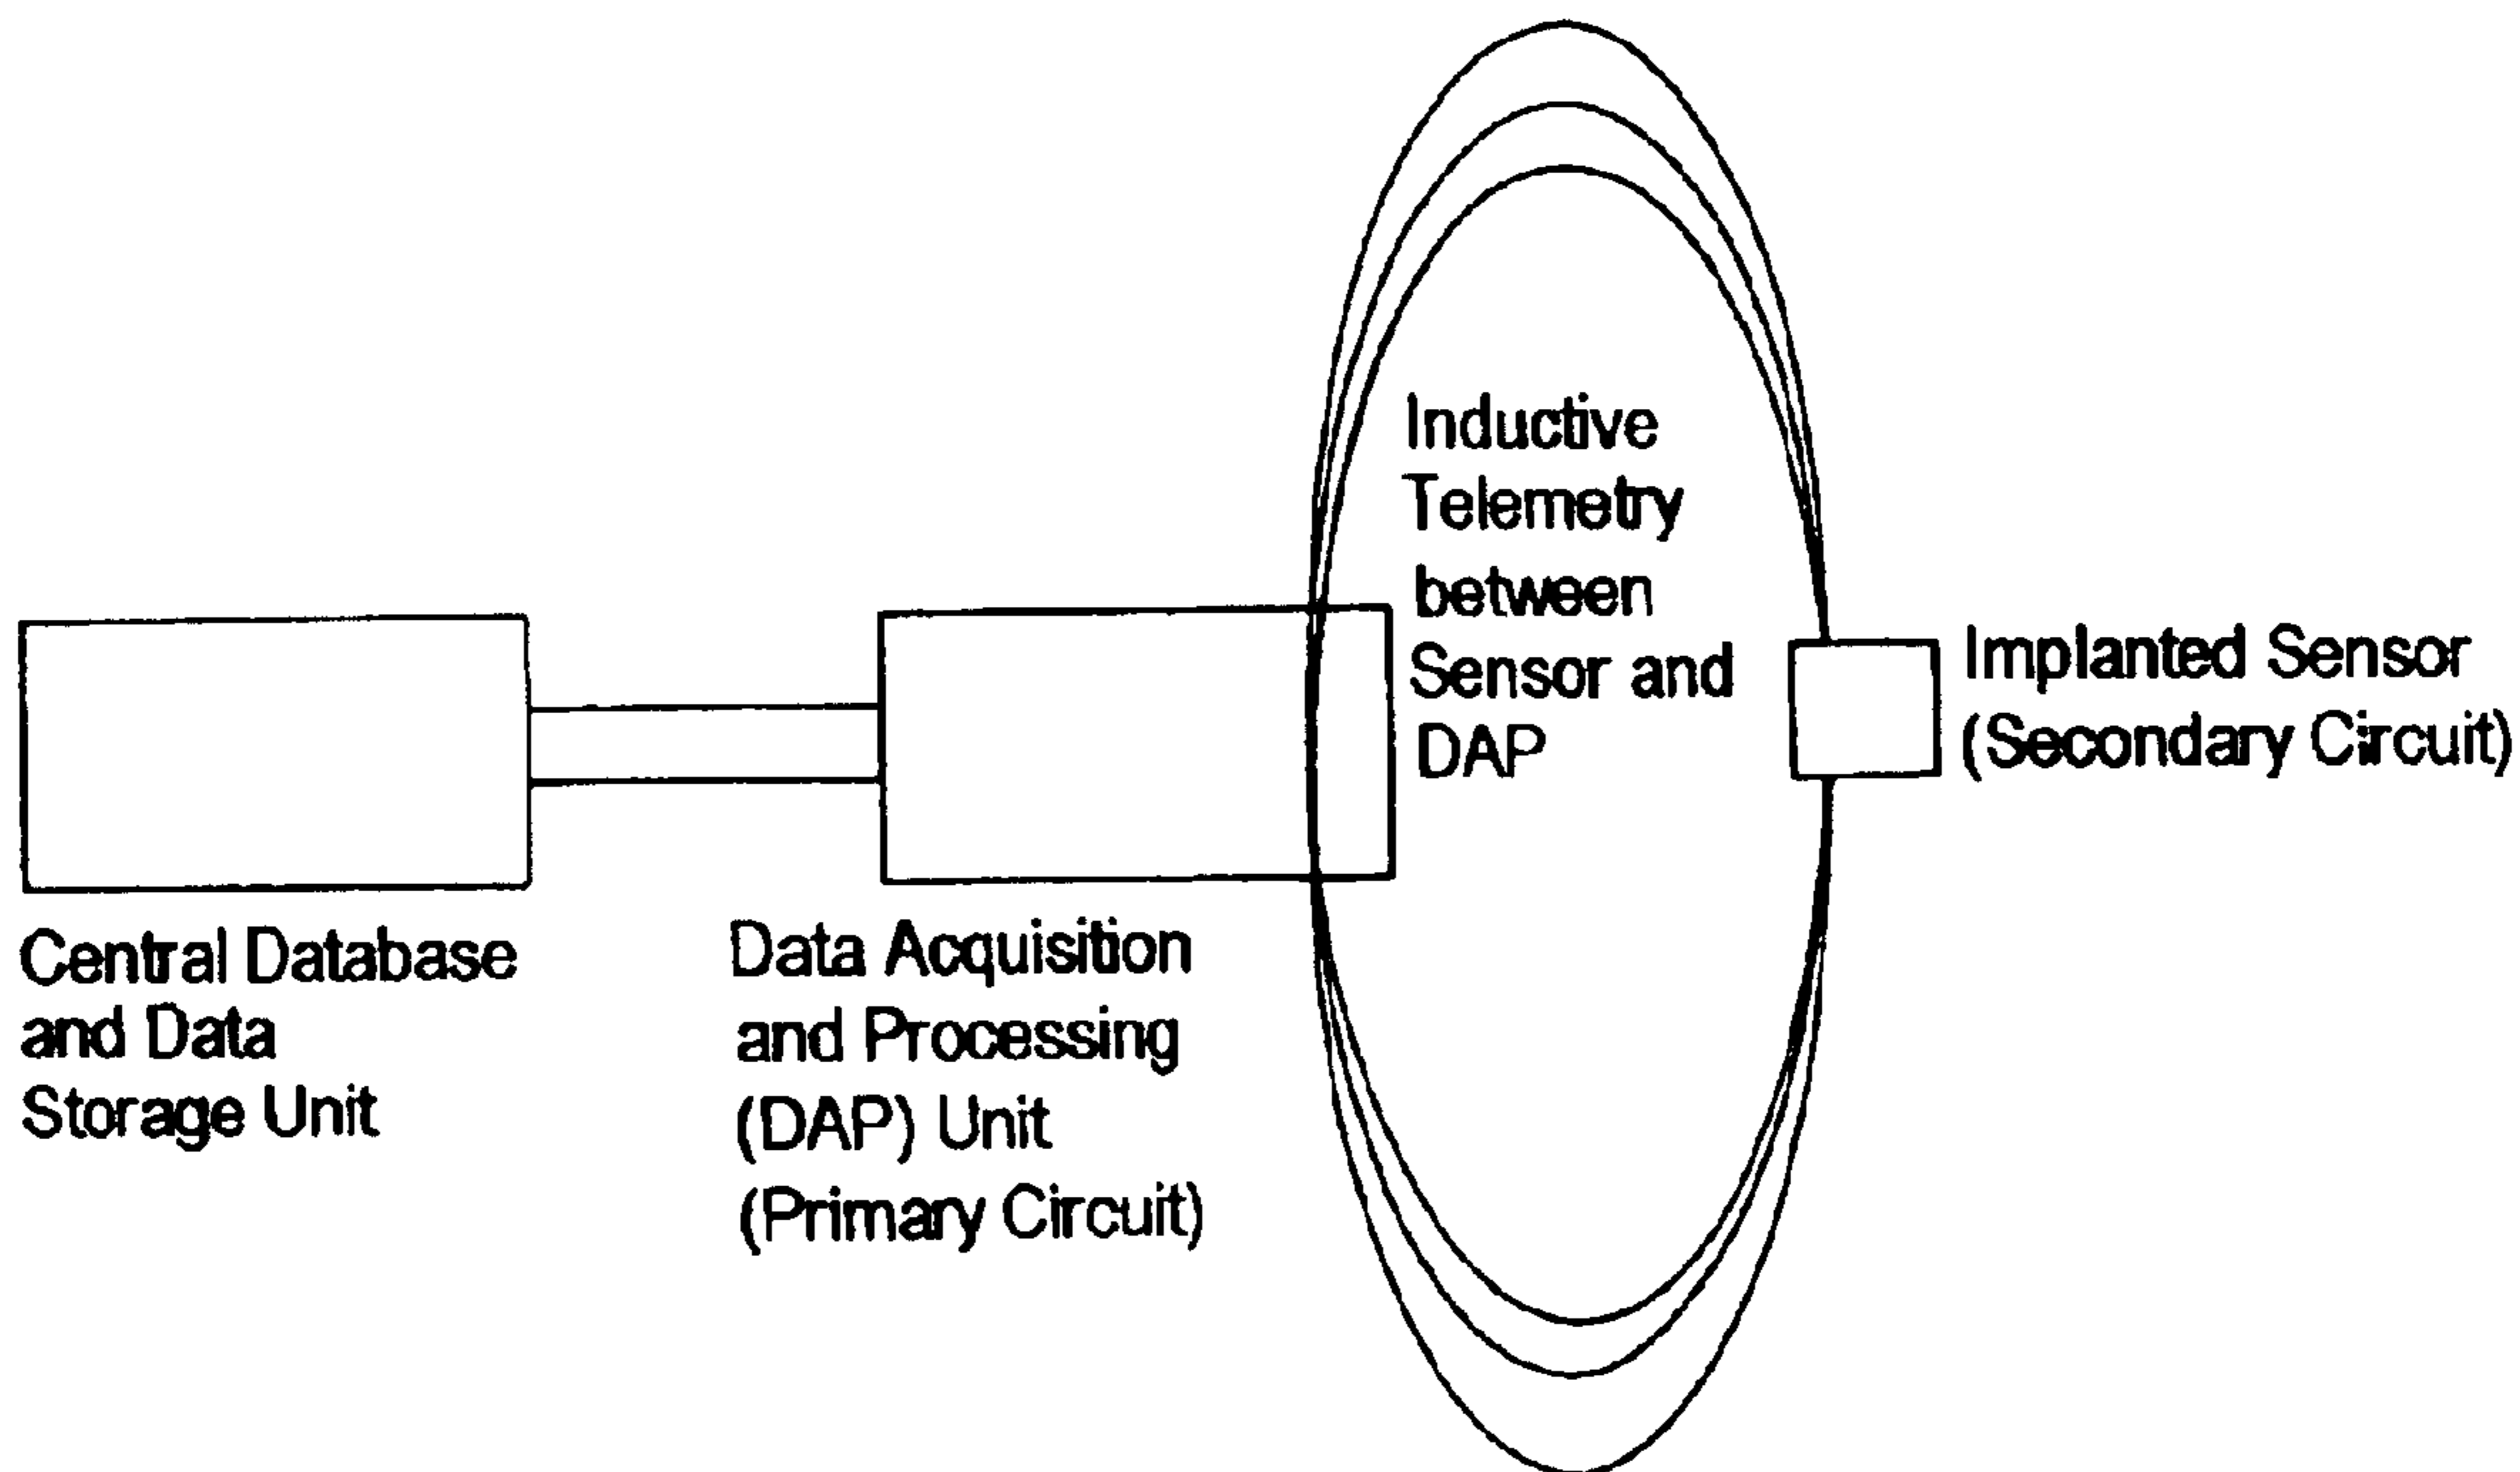 Inductive
Telemetry
between
Sensor and
DAP
Implanted Sensor
(Secondary Circuit)
Central Database
and Data
Storage Unit
Data Acquisition
and Processing
(DAP) Unit
(Primary Circuit)